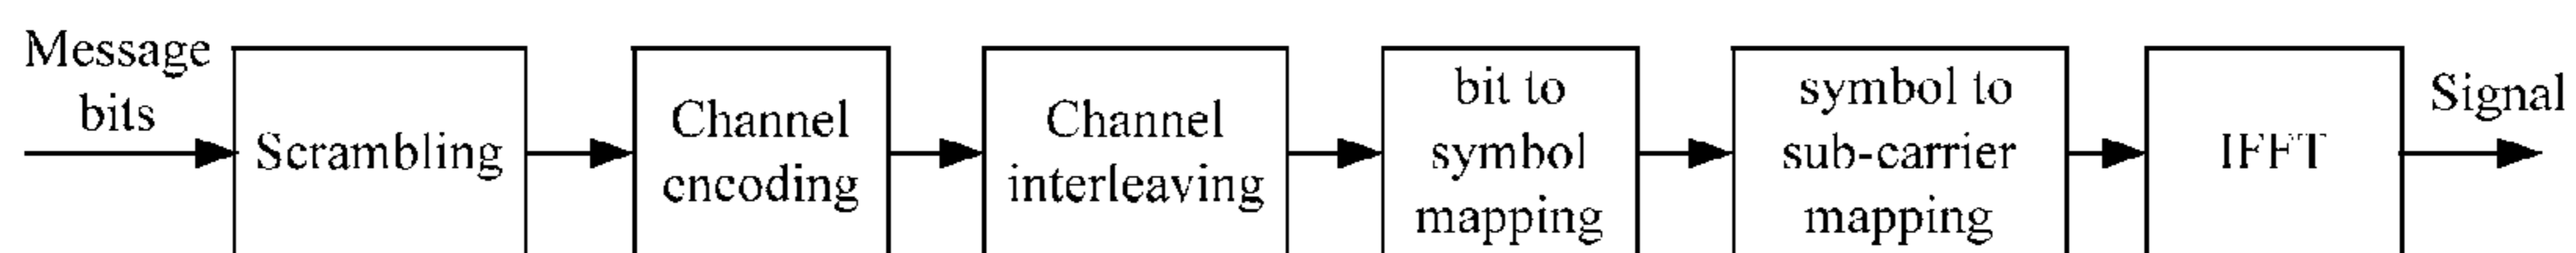 Message
bits
Scrambling
Channel
encoding
Channel
interleaving
bit to
symbol
mapping
symbol to
sub-carrier
mapping
IFFT
Signal